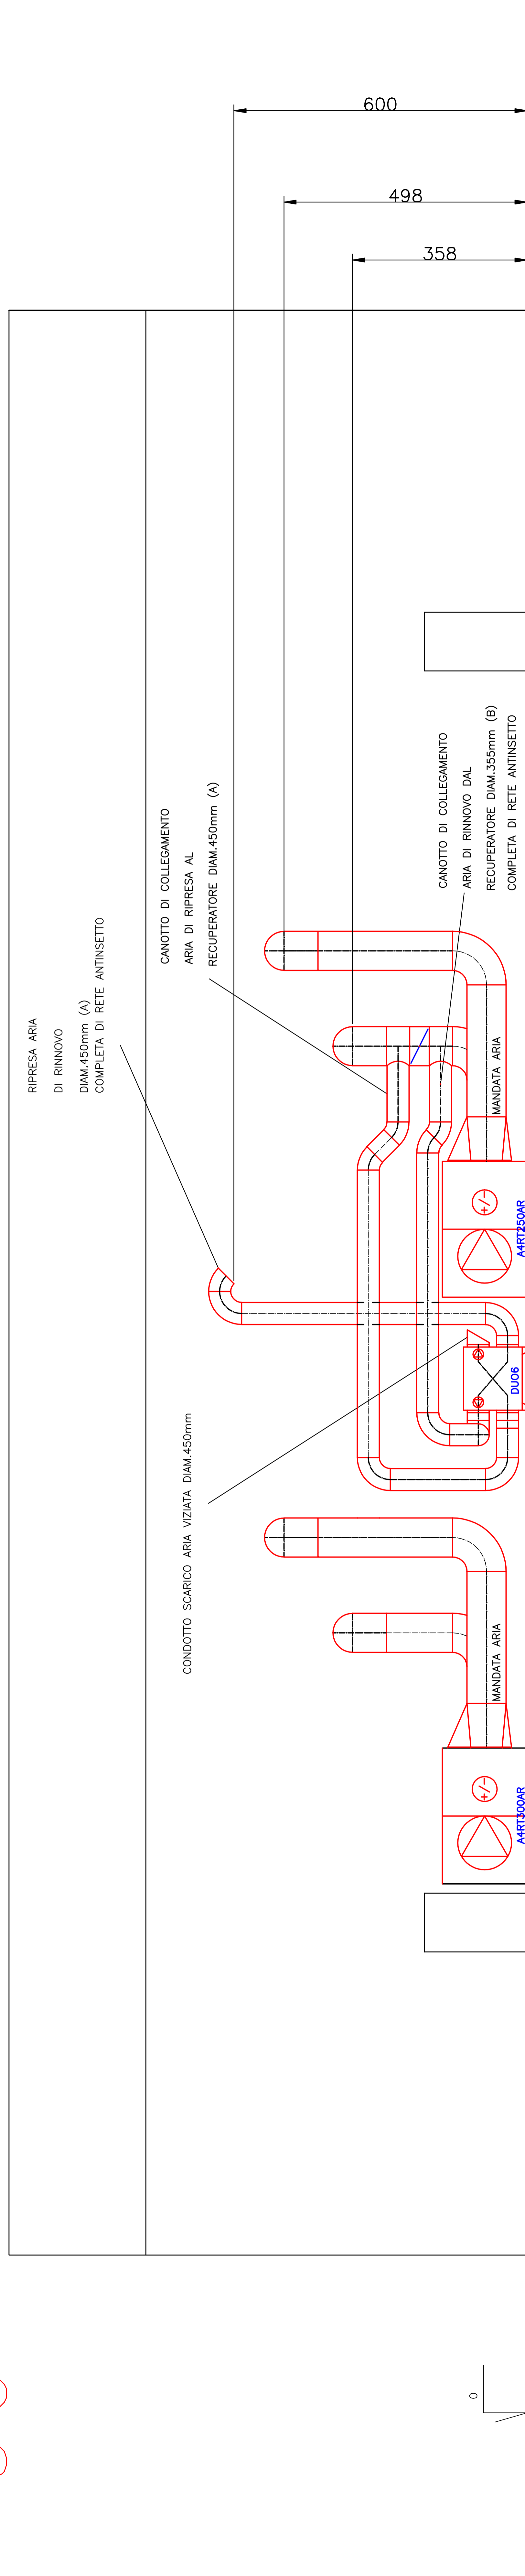 600
498
358
RIPRESA ARIA
DI RINNOVO
DIAM.450mm (A)
COMPLETA DI RETE ANTINSETTO
CANOTTO DI COLLEGAMENTO
ARIA DI RIPRESA AL
RECUPERATORE DIAM.450mm (A)
CANOTTO DI COLLEGAMENTO
ARIA DI RINNOVO DAL
RECUPERATORE DIAM.355mm (B)
COMPLETA DI RETE ANTINSETTO
MANDATA ARIA
+/-
A4RT250AR
DUO6
CONDOTTO SCARICO ARIA VIZIATA DIAM.450mm
MANDATA ARIA
+/-
A4RT300AR
0